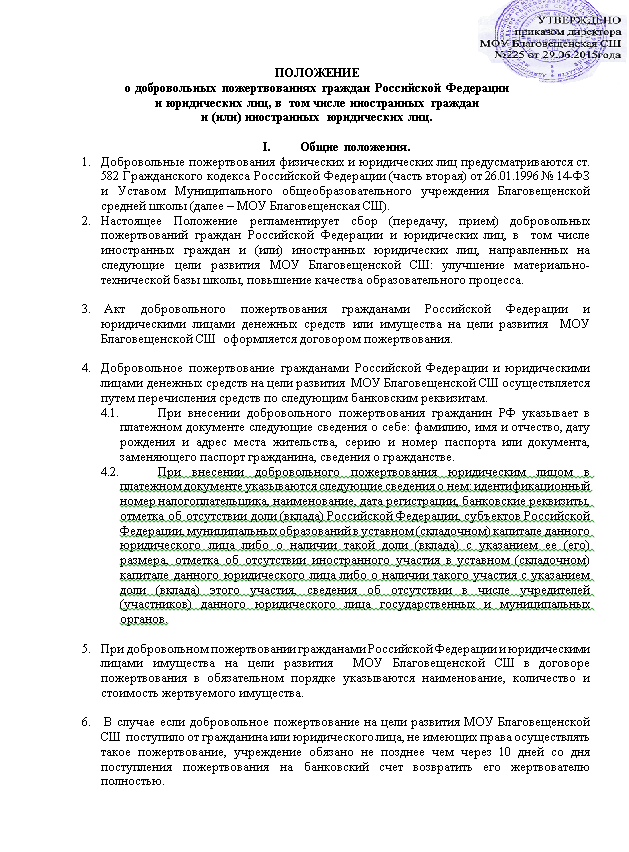 УТВЕРЖДЕНО
приказом директора
МОУ Благовещенская СШ
№225 от 29.06.2015года
ПОЛОЖЕНИЕ
о добровольных пожертвованиях граждан Российской Федерации
и юридических лиц, в том числе иностранных граждан
и (или) иностранных юридических лиц.
I. Общие положения.
1. Добровольные пожертвования физических и юридических лиц предусматриваются ст.
582 Гражданского кодекса Российской Федерации (часть вторая) от 26.01.1996 № 14-ФЗ
и Уставом Муниципального общеобразовательного учреждения Благовещенской
средней школы (далее – МОУ Благовещенская СШ).
2. Настоящее Положение регламентирует сбор (передачу, прием) добровольных
пожертвований граждан Российской Федерации и юридических лиц, в том числе
иностранных граждан и (или) иностранных юридических лиц, направленных на
следующие цели развития МОУ Благовещенской СШ: улучшение материально-
технической базы школы, повышение качества образовательного процесса.
3. Акт добровольного пожертвования гражданами Российской Федерации и
юридическими лицами денежных средств или имущества на цели развития МОУ
Благовещенской СШ оформляется договором пожертвования.
4. Добровольное пожертвование гражданами Российской Федерации и юридическими
лицами денежных средств на цели развития МОУ Благовещенской СШ осуществляется
путем перечисления средств по следующим банковским реквизитам.
4.1. При внесении добровольного пожертвования гражданин РФ указывает в
платежном документе следующие сведения о себе: фамилию, имя и отчество, дату
рождения и адрес места жительства, серию и номер паспорта или документа,
заменяющего паспорт гражданина, сведения о гражданстве.
4.2. При внесении добровольного пожертвования юридическим лицом в
платежном документе указываются следующие сведения о нем: идентификационный
номер налогоплательщика, наименование, дата регистрации, банковские реквизиты,
отметка об отсутствии доли (вклада) Российской Федерации, субъектов Российской
Федерации, муниципальных образований в уставном (складочном) капитале данного
юридического лица либо о наличии такой доли (вклада) с указанием ее (его)
размера, отметка об отсутствии иностранного участия в уставном (складочном)
капитале данного юридического лица либо о наличии такого участия с указанием
доли (вклада) этого участия, сведения об отсутствии в числе учредителей
(участников) данного юридического лица государственных и муниципальных
органов.
5. При добровольном пожертвовании гражданами Российской Федерации и юридическими
лицами имущества на цели развития МОУ Благовещенской СШ в договоре
пожертвования в обязательном порядке указываются наименование, количество и
стоимость жертвуемого имущества.
6. В случае если добровольное пожертвование на цели развития МОУ Благовещенской
СШ поступило от гражданина или юридического лица, не имеющих права осуществлять
такое пожертвование, учреждение обязано не позднее чем через 10 дней со дня
поступления пожертвования на банковский счет возвратить его жертвователю
полностью.